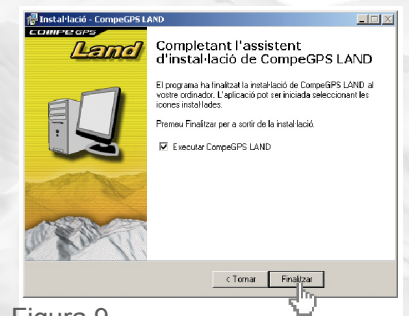 Instal·lació - CompeGPS LAND
COMPE GPS
Land
Completant l'assistent
d'instal·lació de CompeGPS LAND
El programa ha finalitzat la instal·lació de CompeGPS LAND al
vostre ordinador. L'aplicació pot ser iniciada seleccionant les
icones instal·lades.
Premeu Finalitzar per a sortir de la instal·lació.
Executar CompeGPS LAND
< Tornar
Finalitzar
Figura 9